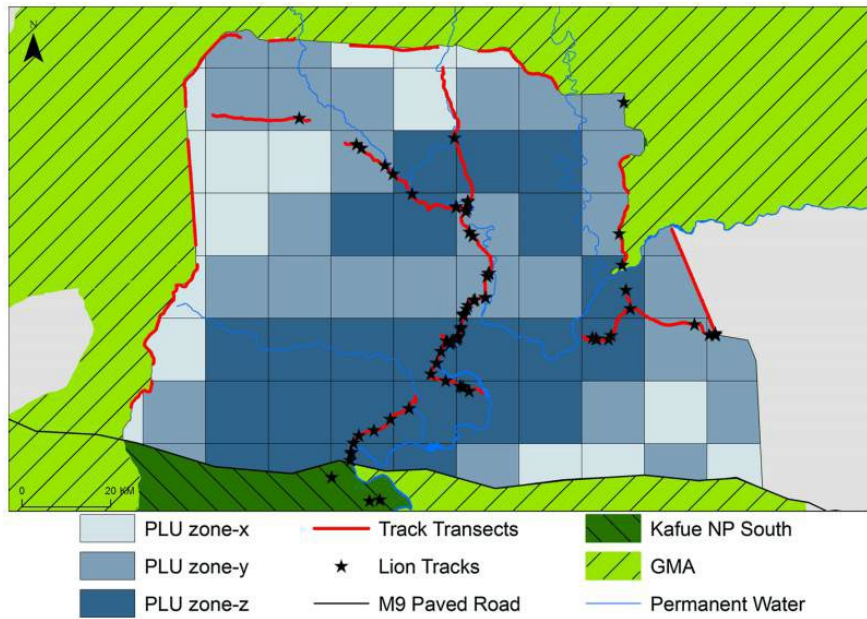 N
0 20 KM
PLU zone-x Track Transects Kafue NP South
PLU zone-y Lion Tracks GMA
PLU zone-z M9 Paved Road Permanent Water